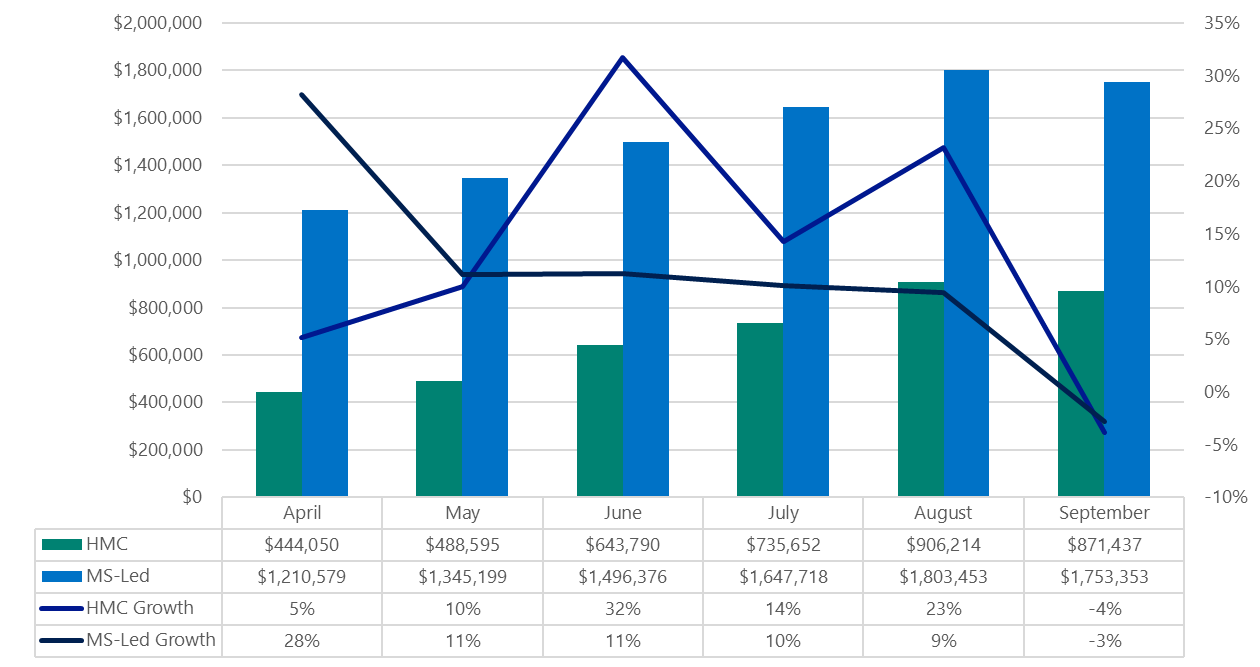 $2,000,000 35%
$1,800,000 30%
$1,600,000 25%
$1,400,000 20%
$1,200,000 15%
$1,000,000 10%
$800,000 5%
$600,000 0%
$400,000 -5%
$200,000 -10%
$0
April May June July August September
HMC $444,050 $488,595 $643,790 $735,652 $906,214 $871,437
MS-Led $1,210,579 $1,345,199 $1,496,376 $1,647,718 $1,803,453 $1,753,353
HMC Growth 5% 10% 32% 14% 23% -4%
MS-Led Growth 28% 11% 11% 10% 9% -3%